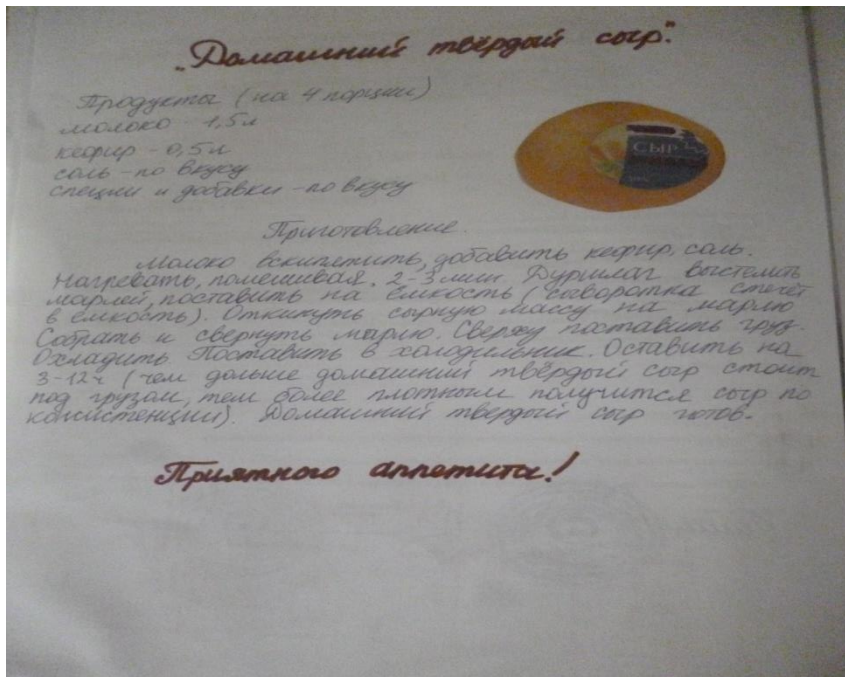 „Домашний твёрдый сыр".
Продукты (на 4 порции)
молоко - 1,5л
кефир - 0,5л
соль - по вкусу
специи и добавки - по вкусу
СЫР
Приготовление.
Молоко вскипятить, добавить кефир, соль.
Нагревать, помешивая. 2-3 мин Дуршлаг выстелить
марлей, поставить на ёмкость (сыворотка стечёт
в ёмкость). Откинуть сырную массу на марлю
Собрать и свернуть марлю. Сверху поставить груз.
Охладить Поставить в холодильник. Оставить на
3-12ч (чем дольше домашний твёрдый сыр стоит
под грузом, тем более плотным получится сыр по
консистенции). Домашний твердый сыр готов.
Приятного аппетита!